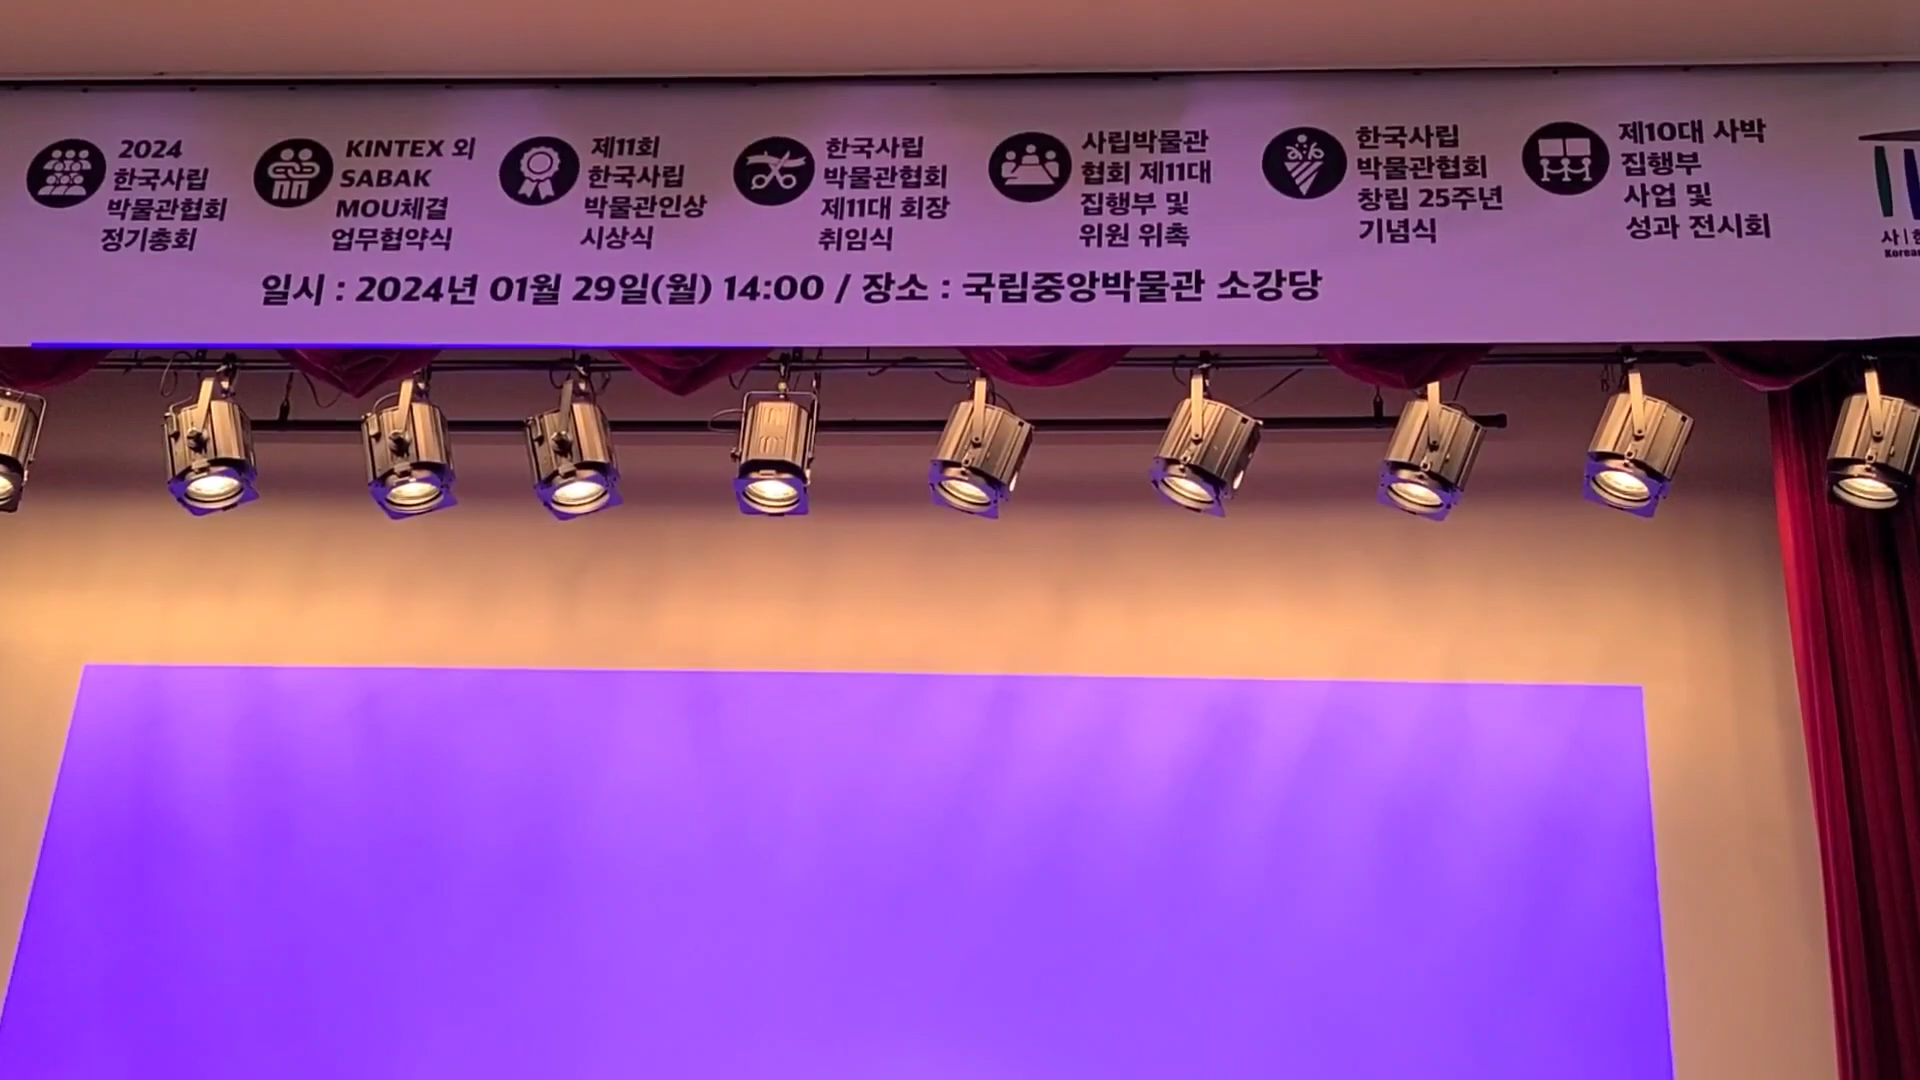 2024
한국사립
박물관협회
정기총회
KINTEX 외
SABAK
MOU체결
업무협약식
제11회
한국사립
박물관인상
시상식
한국사립
박물관협회
제11대 회장
취임식
사립박물관
협회 제11대
집행부 및
위원 위촉
한국사립
박물관협회
창립 25주년
기념식
제10대 사박
집행부
사업 및
성과 전시회
일시 : 2024년 01월 29일(월) 14:00 / 장소 : 국립중앙박물관 소강당